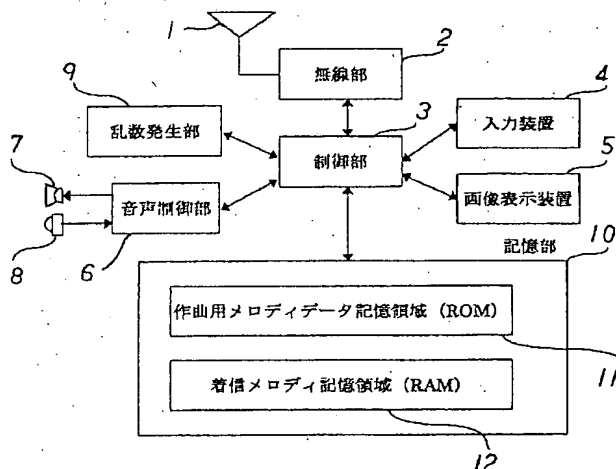 1
2
無線部
9
3
4
乱数発生部
制御部
入力装置
7
5
音声制御部
画像表示装置
8
6
記憶部
10
作曲用メロディデータ記憶領域 (ROM)
11
着信メロディ記憶領域 (RAM)
12